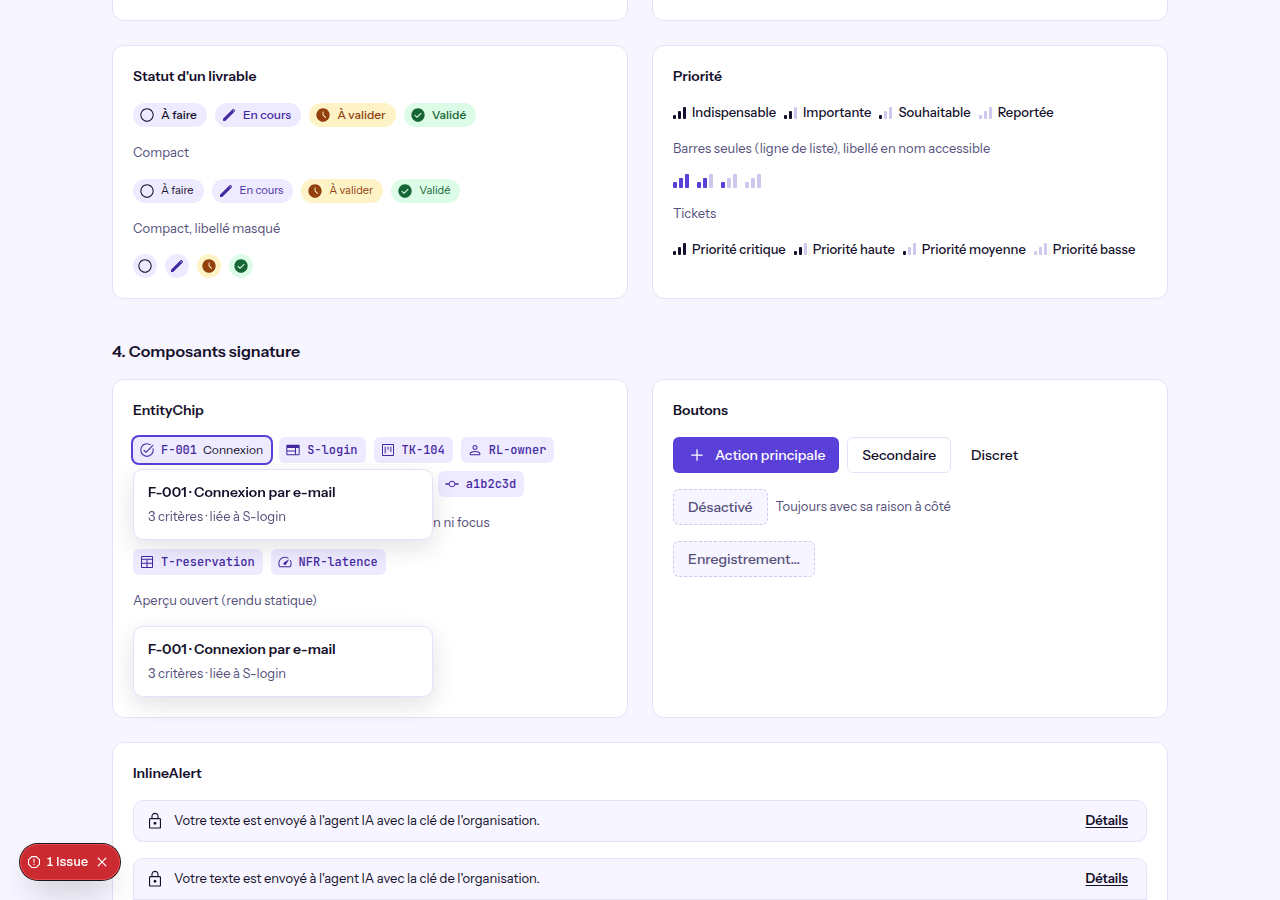 Statut d'un livrable
À faire En cours À valider Validé
Compact
À faire En cours À valider Validé
Compact, libellé masqué
Priorité
Indispensable Importante Souhaitable Reportée
Barres seules (ligne de liste), libellé en nom accessible
Tickets
Priorité critique Priorité haute Priorité moyenne Priorité basse
4. Composants signature
EntityChip
F-001 Connexion S-login TK-104 RL-owner
a1b2c3d
F-001 · Connexion par e-mail
3 critères · liée à S-login
n ni focus
T-reservation NFR-latence
Aperçu ouvert (rendu statique)
F-001 · Connexion par e-mail
3 critères · liée à S-login
Boutons
Action principale Secondaire Discret
Désactivé Toujours avec sa raison à côté
Enregistrement...
InlineAlert
Votre texte est envoyé à l'agent IA avec la clé de l'organisation. Détails
Votre texte est envoyé à l'agent IA avec la clé de l'organisation. Détails
1 Issue